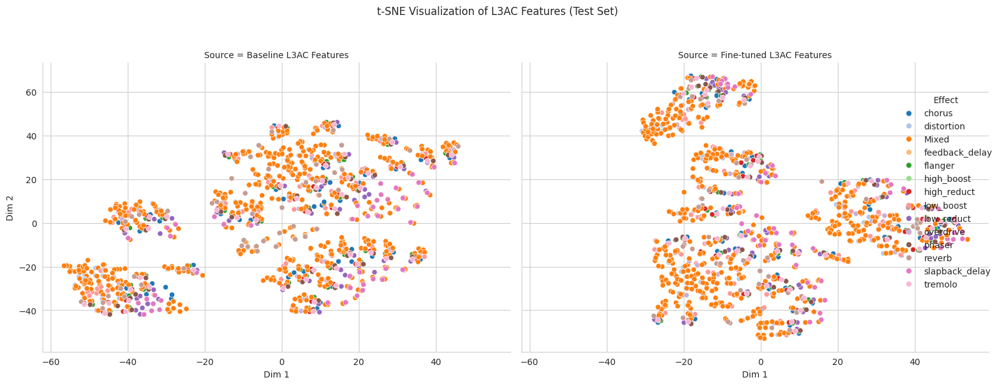 t-SNE Visualization of L3AC Features (Test Set)
Source = Baseline L3AC Features
Source = Fine-tuned L3AC Features
Dim 2
60
40
20
0
−20
−40
−60
−40
−20
0
20
40
−60
−40
−20
0
20
40
Dim 1
Dim 1
Effect
chorus
distortion
Mixed
feedback_delay
flanger
high_boost
high_reduct
low_boost
low_reduct
overdrive
phaser
reverb
slapback_delay
tremolo